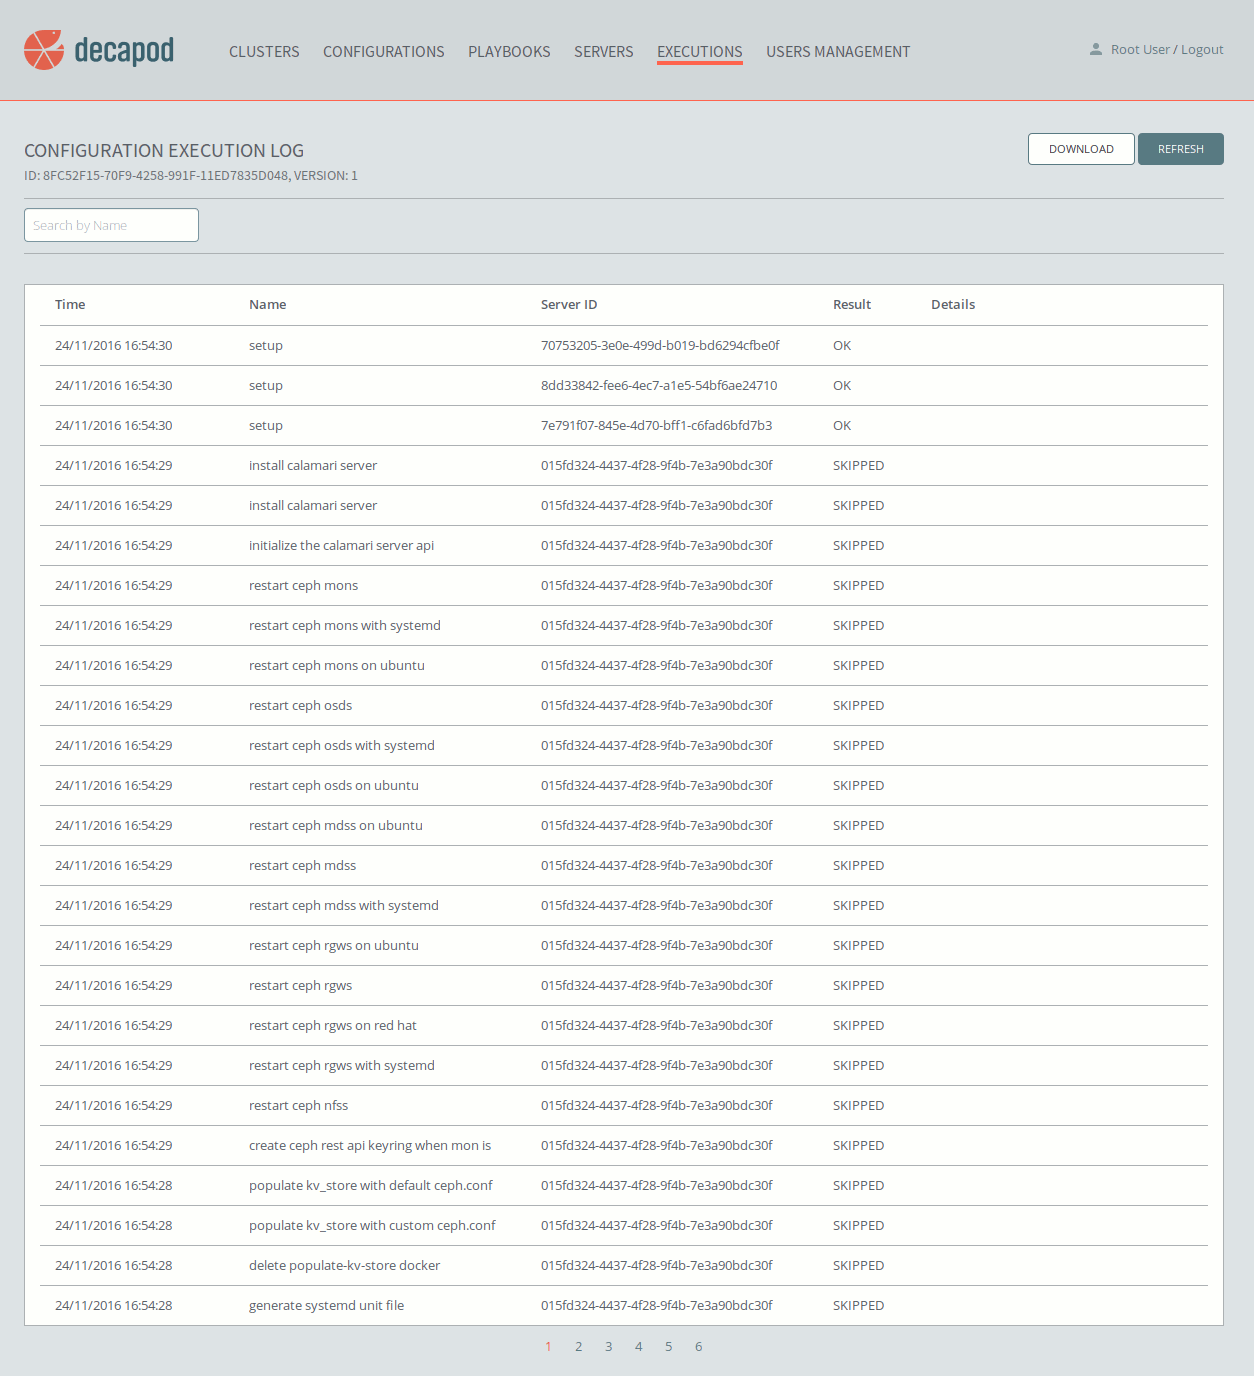 decapod
CLUSTERS CONFIGURATIONS PLAYBOOKS SERVERS EXECUTIONS USERS MANAGEMENT Root User / Logout
CONFIGURATION EXECUTION LOG DOWNLOAD REFRESH
ID: 8FC52F15-70F9-4258-991F-11ED7835D048, VERSION: 1
Search by Name
Time Name Server ID Result Details
24/11/2016 16:54:30 setup 70753205-3e0e-499d-b019-bd6294cfbe0f OK
24/11/2016 16:54:30 setup 8dd33842-fee6-4ec7-a1e5-54bf6ae24710 OK
24/11/2016 16:54:30 setup 7e791f07-845e-4d70-bff1-c6fad6bfd7b3 OK
24/11/2016 16:54:29 install calamari server 015fd324-4437-4f28-9f4b-7e3a90bdc30f SKIPPED
24/11/2016 16:54:29 install calamari server 015fd324-4437-4f28-9f4b-7e3a90bdc30f SKIPPED
24/11/2016 16:54:29 initialize the calamari server api 015fd324-4437-4f28-9f4b-7e3a90bdc30f SKIPPED
24/11/2016 16:54:29 restart ceph mons 015fd324-4437-4f28-9f4b-7e3a90bdc30f SKIPPED
24/11/2016 16:54:29 restart ceph mons with systemd 015fd324-4437-4f28-9f4b-7e3a90bdc30f SKIPPED
24/11/2016 16:54:29 restart ceph mons on ubuntu 015fd324-4437-4f28-9f4b-7e3a90bdc30f SKIPPED
24/11/2016 16:54:29 restart ceph osds 015fd324-4437-4f28-9f4b-7e3a90bdc30f SKIPPED
24/11/2016 16:54:29 restart ceph osds with systemd 015fd324-4437-4f28-9f4b-7e3a90bdc30f SKIPPED
24/11/2016 16:54:29 restart ceph osds on ubuntu 015fd324-4437-4f28-9f4b-7e3a90bdc30f SKIPPED
24/11/2016 16:54:29 restart ceph mdss on ubuntu 015fd324-4437-4f28-9f4b-7e3a90bdc30f SKIPPED
24/11/2016 16:54:29 restart ceph mdss 015fd324-4437-4f28-9f4b-7e3a90bdc30f SKIPPED
24/11/2016 16:54:29 restart ceph mdss with systemd 015fd324-4437-4f28-9f4b-7e3a90bdc30f SKIPPED
24/11/2016 16:54:29 restart ceph rgws on ubuntu 015fd324-4437-4f28-9f4b-7e3a90bdc30f SKIPPED
24/11/2016 16:54:29 restart ceph rgws 015fd324-4437-4f28-9f4b-7e3a90bdc30f SKIPPED
24/11/2016 16:54:29 restart ceph rgws on red hat 015fd324-4437-4f28-9f4b-7e3a90bdc30f SKIPPED
24/11/2016 16:54:29 restart ceph rgws with systemd 015fd324-4437-4f28-9f4b-7e3a90bdc30f SKIPPED
24/11/2016 16:54:29 restart ceph nfss 015fd324-4437-4f28-9f4b-7e3a90bdc30f SKIPPED
24/11/2016 16:54:29 create ceph rest api keyring when mon is 015fd324-4437-4f28-9f4b-7e3a90bdc30f SKIPPED
24/11/2016 16:54:28 populate kv_store with default ceph.conf 015fd324-4437-4f28-9f4b-7e3a90bdc30f SKIPPED
24/11/2016 16:54:28 populate kv_store with custom ceph.conf 015fd324-4437-4f28-9f4b-7e3a90bdc30f SKIPPED
24/11/2016 16:54:28 delete populate-kv-store docker 015fd324-4437-4f28-9f4b-7e3a90bdc30f SKIPPED
24/11/2016 16:54:28 generate systemd unit file 015fd324-4437-4f28-9f4b-7e3a90bdc30f SKIPPED
1 2 3 4 5 6